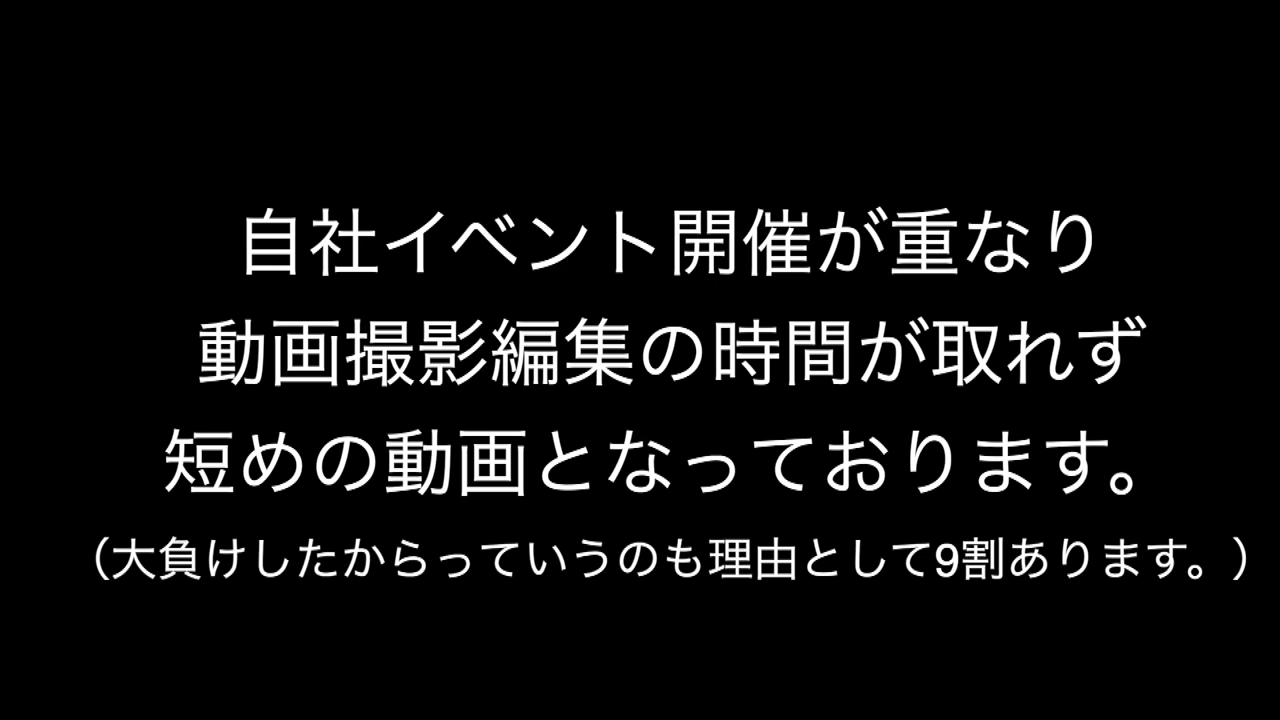 自社イベント開催が重なり
動画撮影編集の時間が取れず
短めの動画となっております。
（大負けしたからっていうのも理由として9割あります。）